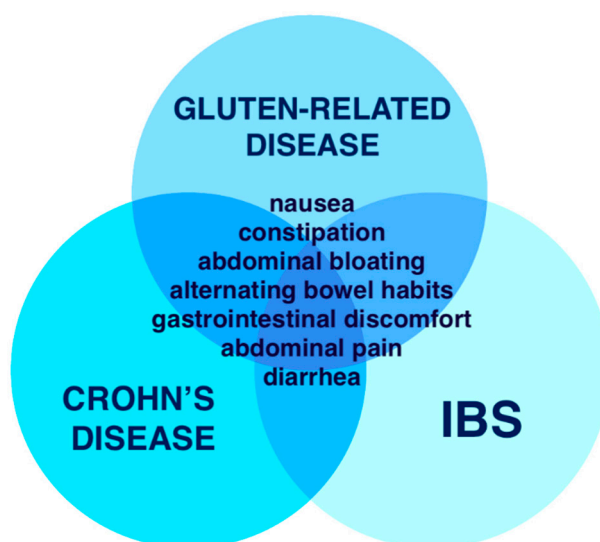 GLUTEN-RELATED
DISEASE
nausea
constipation
abdominal bloating
alternating bowel habits
gastrointestinal discomfort
abdominal pain
diarrhea
CROHN’S
DISEASE
IBS